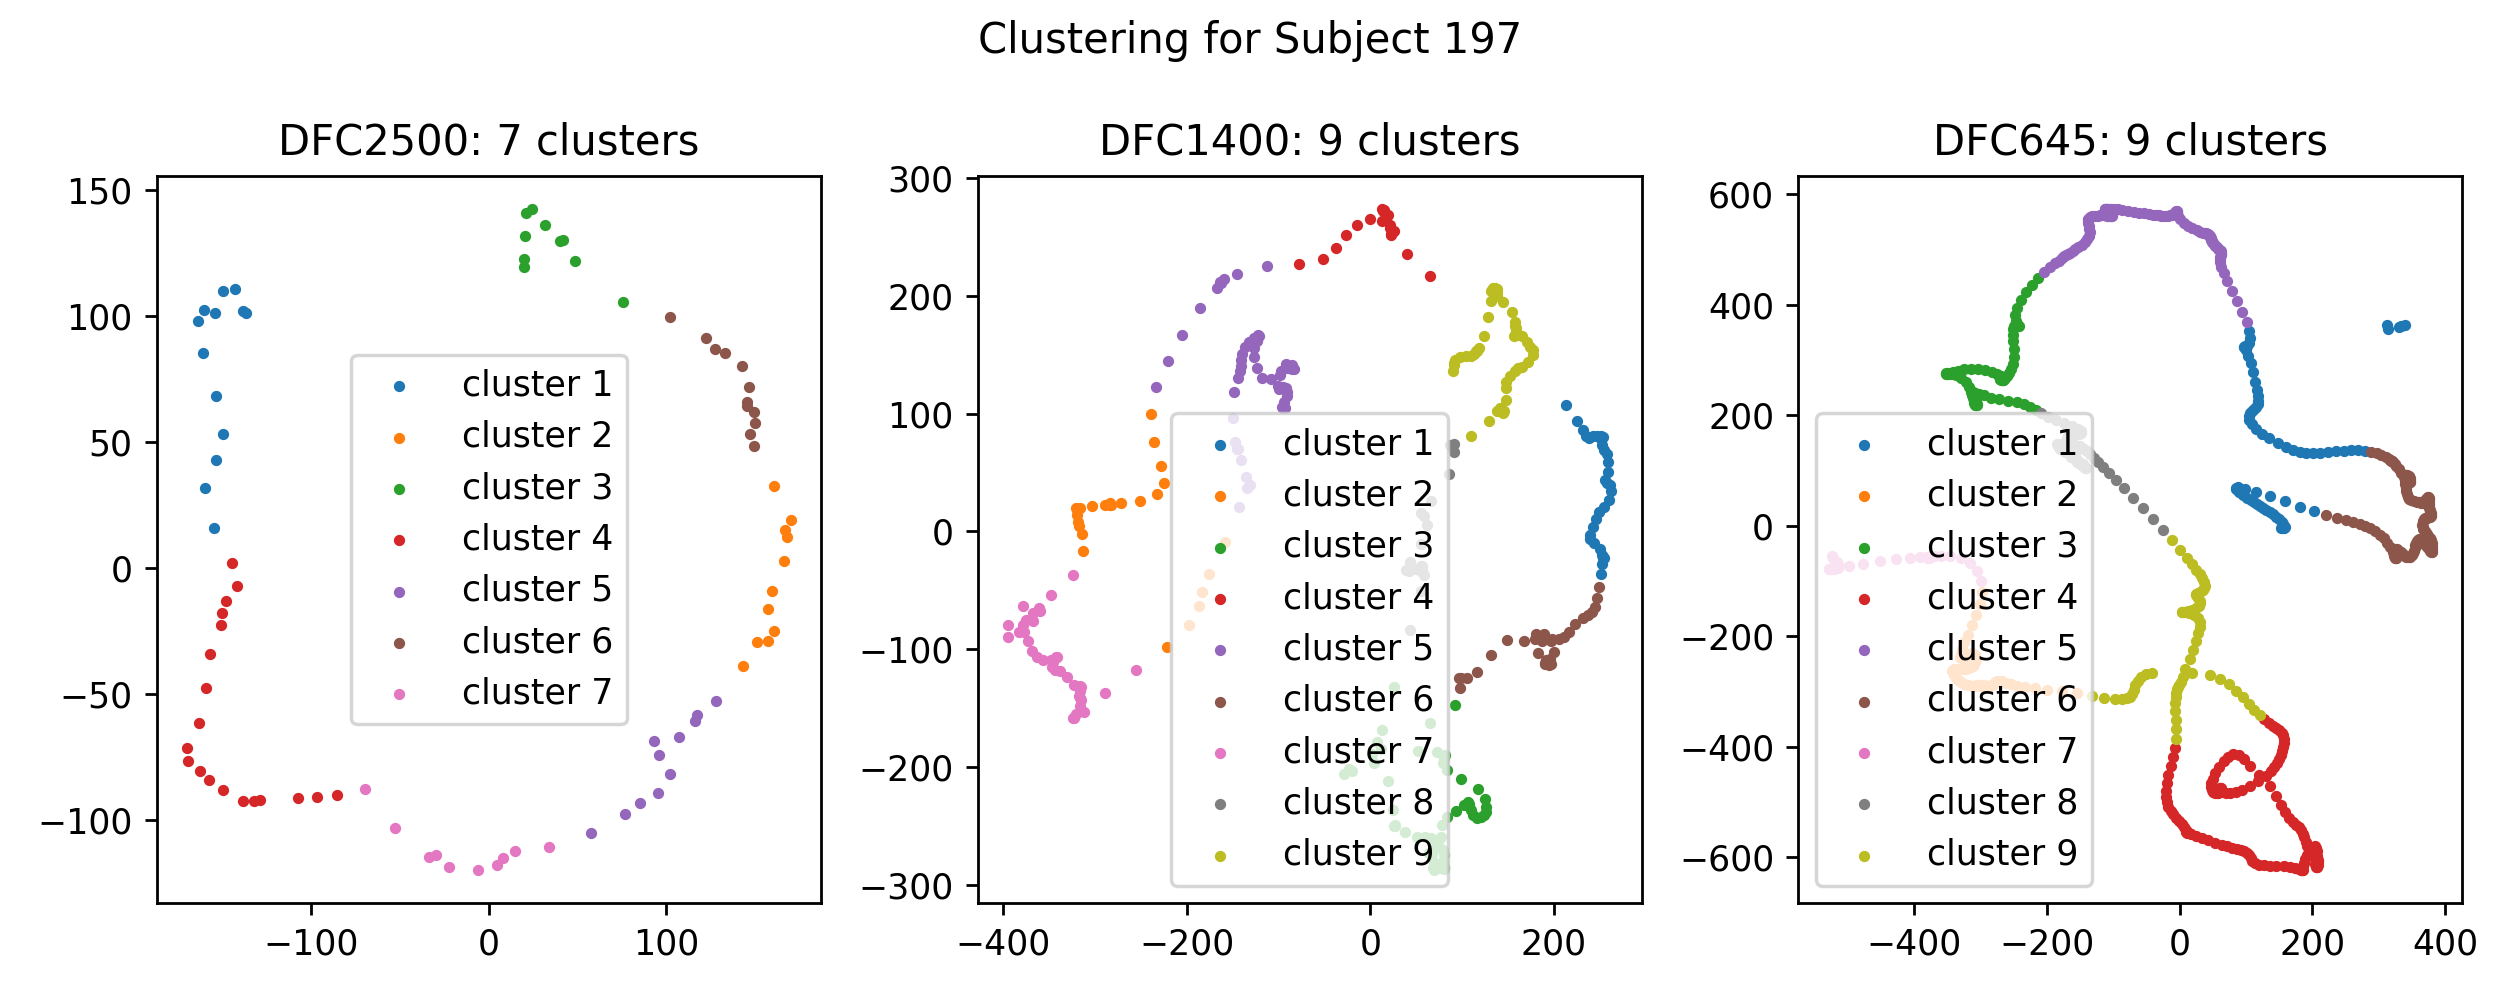 Clustering for Subject 197
DFC2500: 7 clusters
150
100
50
0
−50
−100
−100
0
100
cluster 1
cluster 2
cluster 3
cluster 4
cluster 5
cluster 6
cluster 7
DFC1400: 9 clusters
300
200
100
0
−100
−200
−300
−400
−200
0
200
cluster 1
cluster 2
cluster 3
cluster 4
cluster 5
cluster 6
cluster 7
cluster 8
cluster 9
DFC645: 9 clusters
600
400
200
0
−200
−400
−600
−400
−200
0
200
400
cluster 1
cluster 2
cluster 3
cluster 4
cluster 5
cluster 6
cluster 7
cluster 8
cluster 9